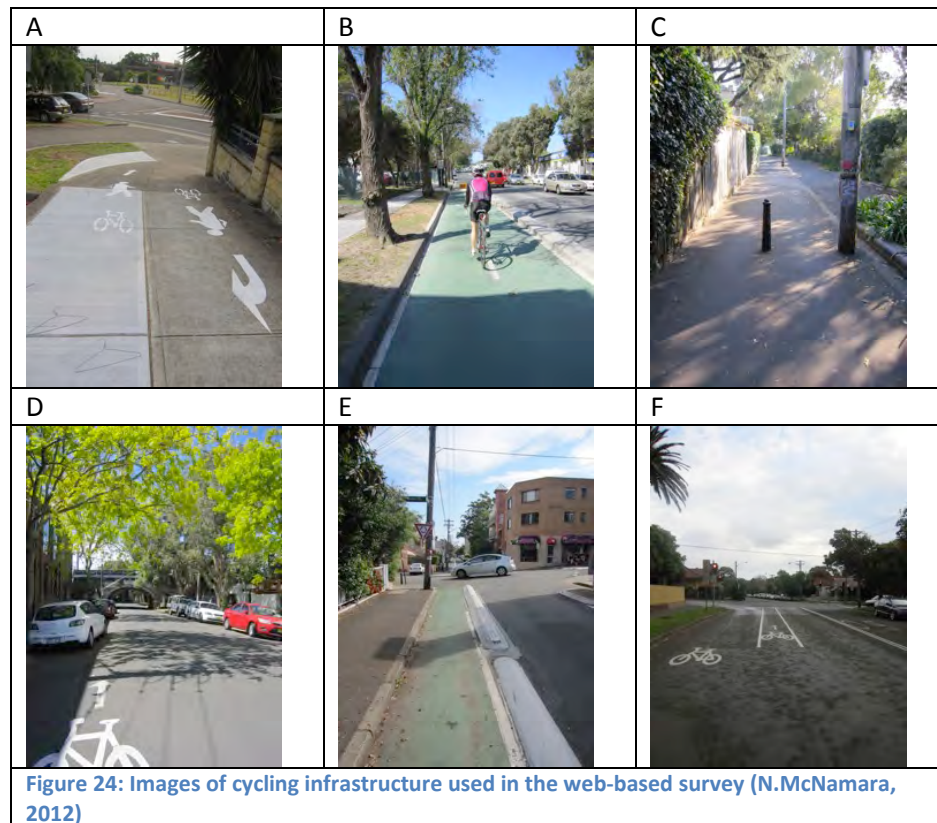 A
B
C
D
E
F
Figure 24: Images of cycling infrastructure used in the web-based survey (N.McNamara,
2012)